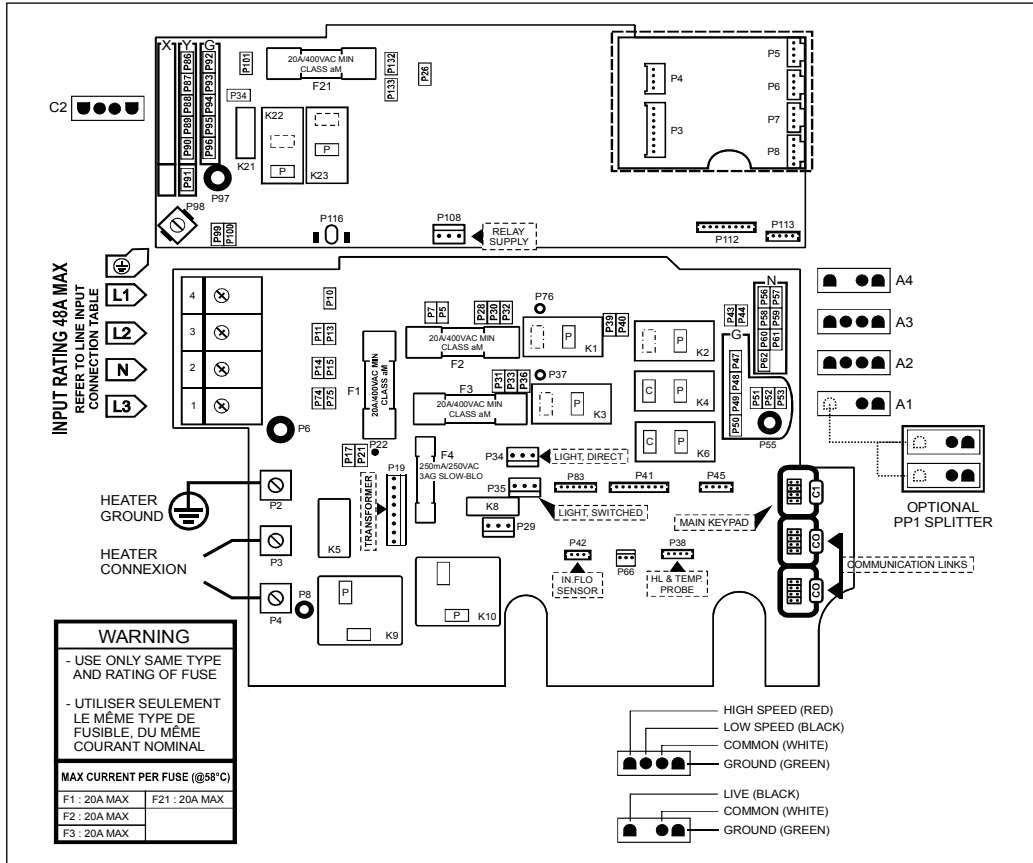 X Y G
P86
P87
P88
P89
P90
P91
P92
P93
P94
P95
P96
P101
20A/400VAC MIN
CLASS aM
F21
P132
P133
P26
P34
K21
K22
P
K23
P
C2
P97
P98
P99
P100
P116
P108
RELAY
SUPPLY
P4
P3
P5
P6
P7
P8
P112
P113
INPUT RATING 48A MAX
REFER TO LINE INPUT
CONNECTION TABLE
L1
L2
N
L3
4
3
2
1
P10
P11 P13
P14 P15
P74 P75
P17 P21
P22
P6
F1
20A/400VAC MIN
CLASS aM
P7 P5
P28 P30 P32
20A/400VAC MIN
CLASS aM
F2
P76
P
K1
P39 P40
P
K2
P31 P33 P36
F3
20A/400VAC MIN
CLASS aM
P37
P
K3
C P
K4
C P
K6
P43 P44
G
P47
P48
P49
P50
N
P56 P57
P58 P59
P60 P61
P62
P51
P52
P53
P55
A4
A3
A2
A1
OPTIONAL
PP1 SPLITTER
TRANSFORMER
P19
F4
250mA/250VAC
3AG SLOW-BLO
P34
LIGHT, DIRECT
P35
LIGHT, SWITCHED
K8
P29
P83
P41
P45
MAIN KEYPAD
C1
CO
CO
COMMUNICATION LINKS
P42
IN.FLO
SENSOR
P66
P38
HL & TEMP.
PROBE
HEATER
GROUND
P2
HEATER
CONNEXION
P3
P4
P8
K5
P
K9
P
K10
WARNING
- USE ONLY SAME TYPE
AND RATING OF FUSE
- UTILISER SEULEMENT
LE MÊME TYPE DE
FUSIBLE, DU MÊME
COURANT NOMINAL
MAX CURRENT PER FUSE (@58°C)
F1 : 20A MAX F21 : 20A MAX
F2 : 20A MAX
F3 : 20A MAX
HIGH SPEED (RED)
LOW SPEED (BLACK)
COMMON (WHITE)
GROUND (GREEN)
LIVE (BLACK)
COMMON (WHITE)
GROUND (GREEN)